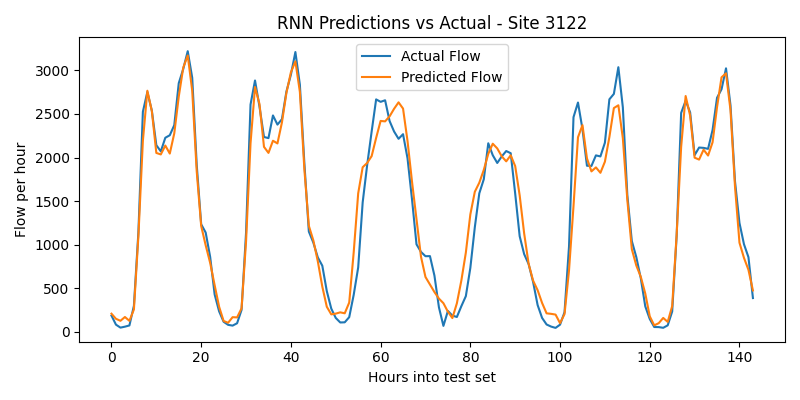 RNN Predictions vs Actual - Site 3122
Actual Flow
Predicted Flow
Flow per hour
3000
2500
2000
1500
1000
500
0
0 20 40 60 80 100 120 140
Hours into test set